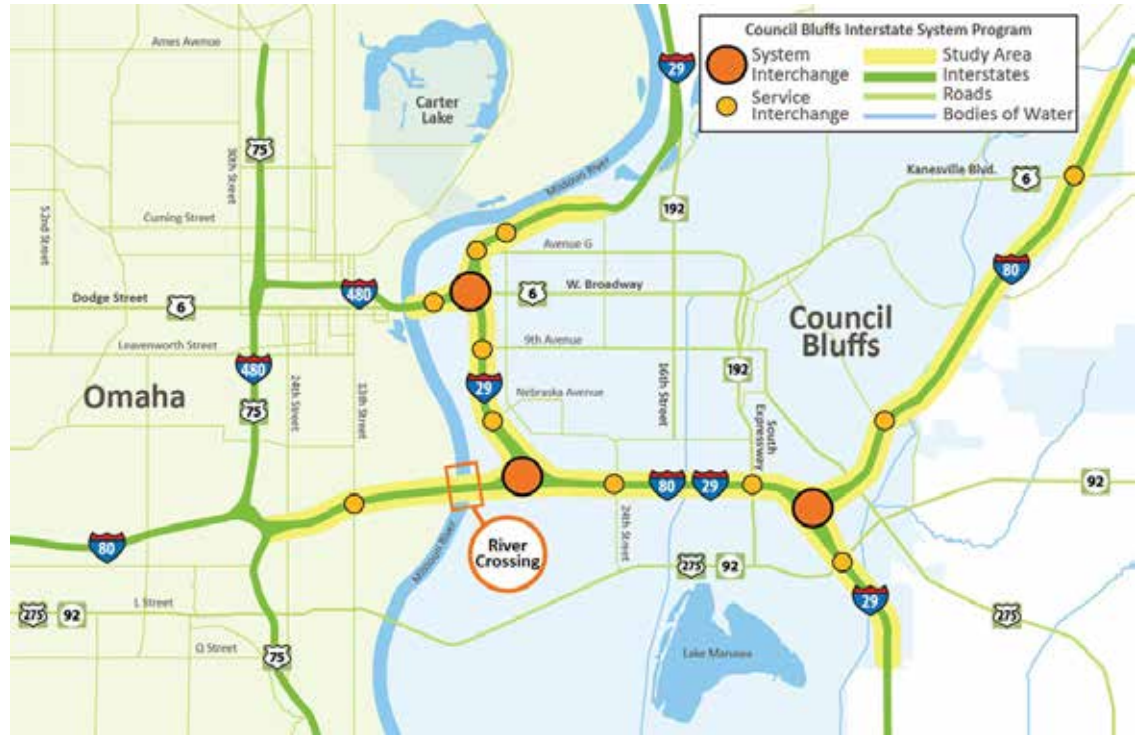 Council Bluffs Interstate System Program
System
Interchange
Service
Interchange
Study Area
Interstates
Roads
Bodies of Water
Ames Avenue
75
30th Street
52nd Street
Carter
Lake
29
Missouri River
192
Kanesville Blvd.
6
Cuming Street
Avenue G
80
Dodge Street
6
480
6
W. Broadway
Leavenworth Street
9th Avenue
Council
Bluffs
480
192
Omaha
75
24th Street
13th Street
29
Nebraska Avenue
16th Street
South
Expressway
80
29
92
24th Street
80
River
Crossing
Missouri River
275
92
29
275
92
L Street
275
Q Street
75
Lake Manawa